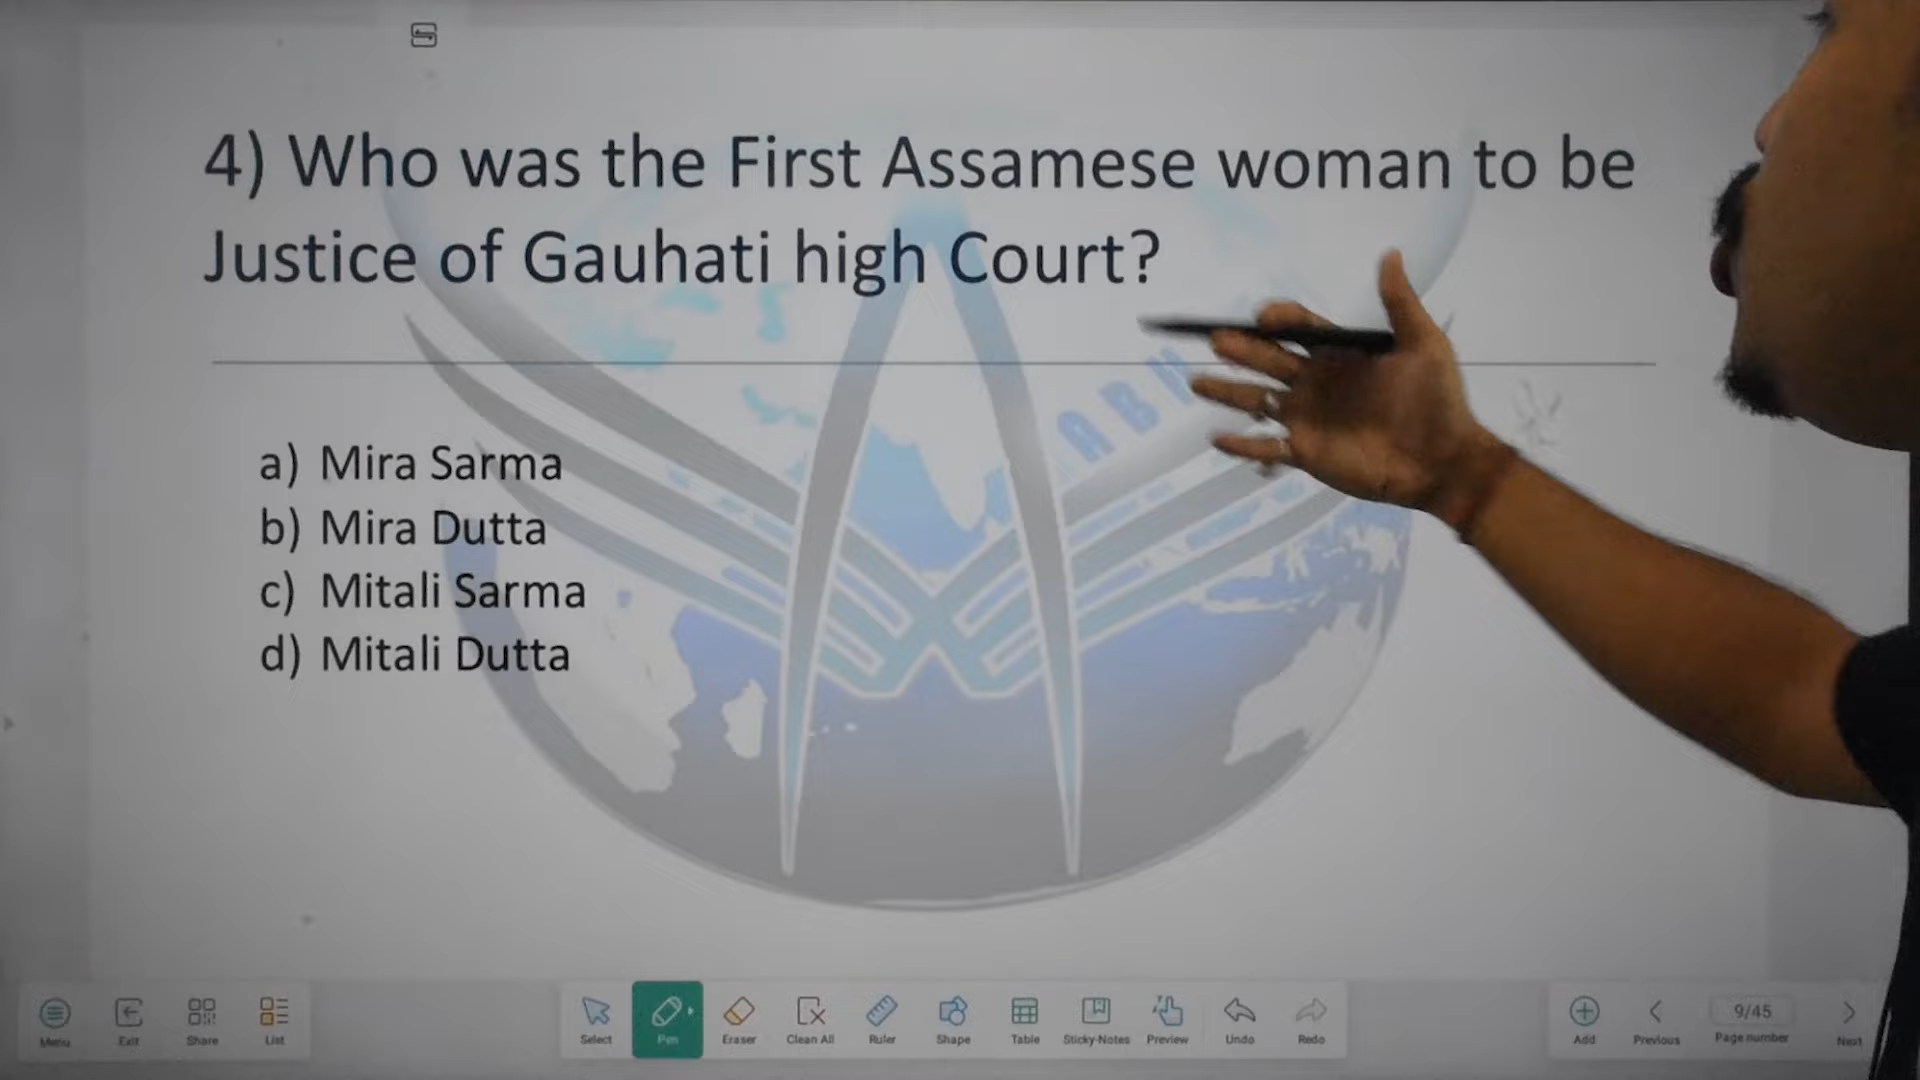 4) Who was the First Assamese woman to be
Justice of Gauhati high Court?
ABH
a) Mira Sarma
b) Mira Dutta
c) Mitali Sarma
d) Mitali Dutta
Menu Exit Share List Select Pen Eraser Clean All Ruler Shape Table Sticky-Notes Preview Undo Redo Add Previous 9/45 Page number Next